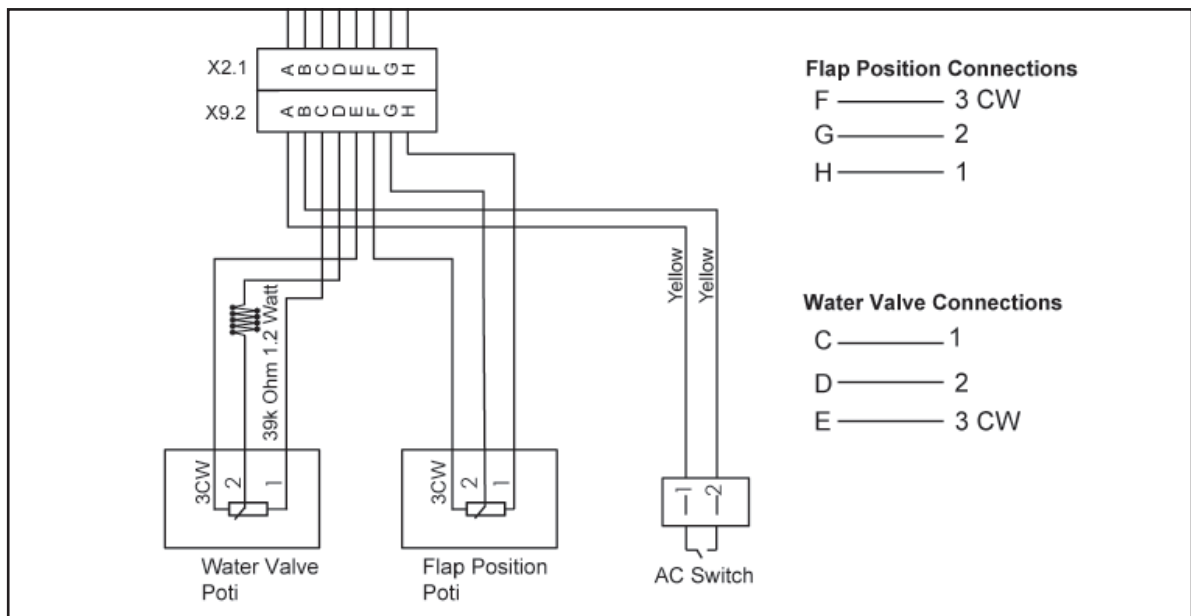 X2.1
A B C D E F G H
X9.2
A B C D E F G H
Flap Position Connections
F 3 CW
G 2
H 1
Yellow
Yellow
39k Ohm 1.2 Watt
Water Valve Connections
C 1
D 2
E 3 CW
3CW
2
1
3CW
2
1
1
2
Water Valve
Poti
Flap Position
Poti
AC Switch